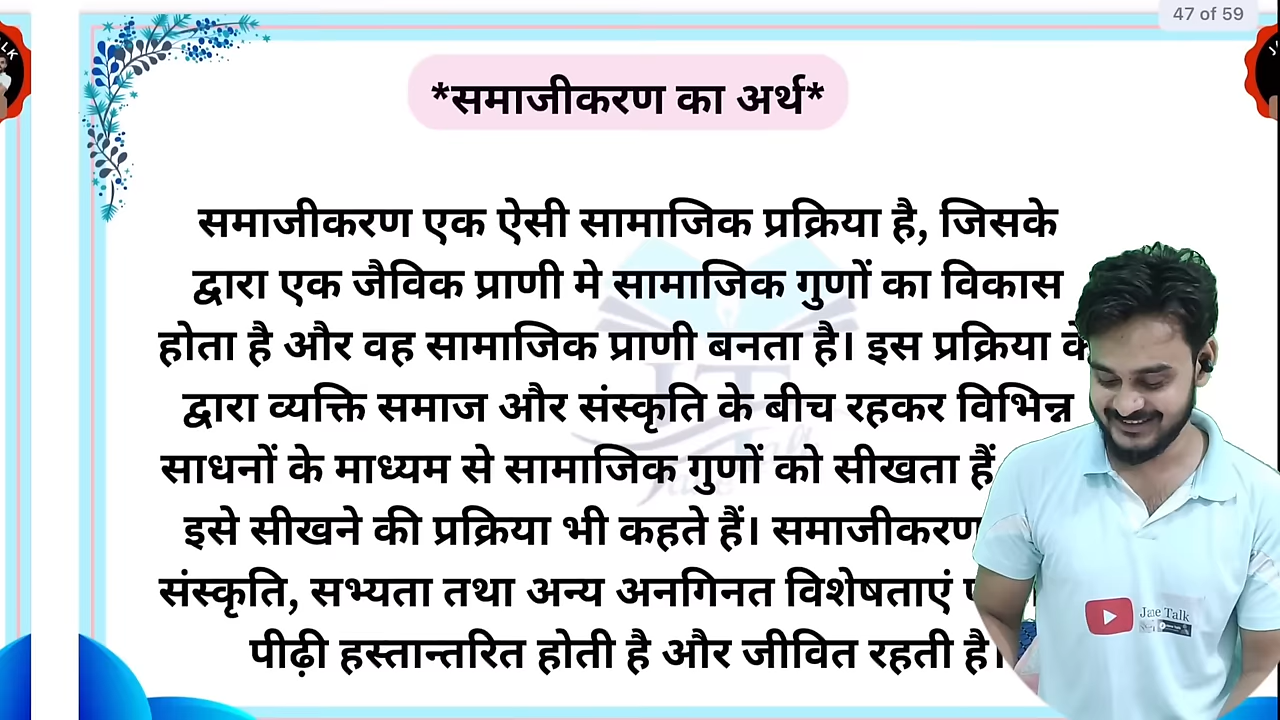 47 of 59
*समाजीकरण का अर्थ*
समाजीकरण एक ऐसी सामाजिक प्रक्रिया है, जिसके
द्वारा एक जैविक प्राणी मे सामाजिक गुणों का विकास
होता है और वह सामाजिक प्राणी बनता है। इस प्रक्रिया के
द्वारा व्यक्ति समाज और संस्कृति के बीच रहकर विभिन्न
साधनों के माध्यम से सामाजिक गुणों को सीखता हैं
इसे सीखने की प्रक्रिया भी कहते हैं। समाजीकरण
संस्कृति, सभ्यता तथा अन्य अनगिनत विशेषताएं
पीढ़ी हस्तान्तरित होती है और जीवित रहती है।
Jane Talk